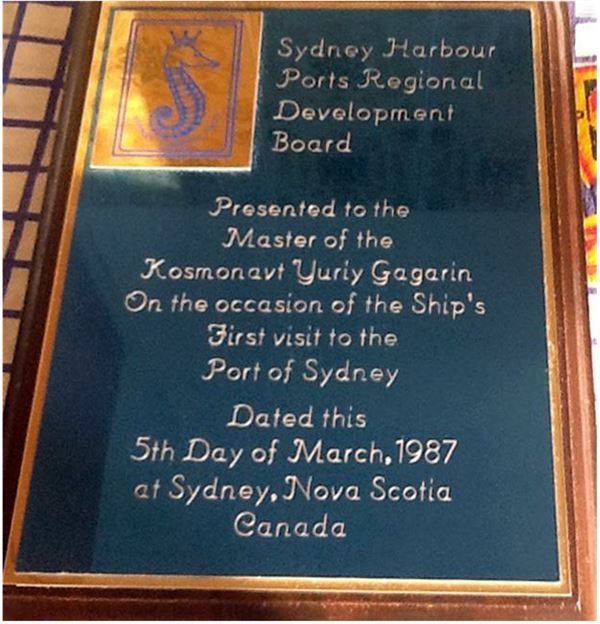 Sydney Harbour
Ports Regional
Development
Board
Presented to the
Master of the
Kosmonavt Yuriy Gagarin
On the occasion of the Ship's
First visit to the
Port of Sydney
Dated this
5th Day of March, 1987
at Sydney, Nova Scotia
Canada